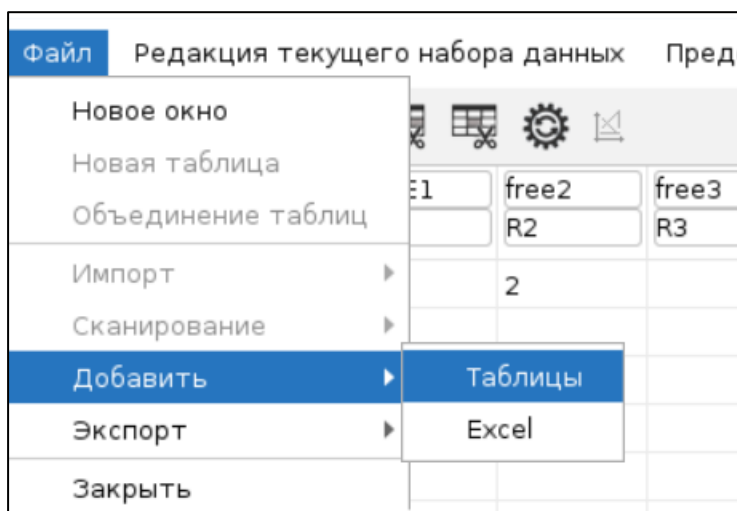 Файл Редакция текущего набора данных Пред
Новое окно
Новая таблица
E1 free2 free3
Объединение таблиц
R2 R3
Импорт
2
Сканирование
Добавить Таблицы
Экспорт Excel
Закрыть